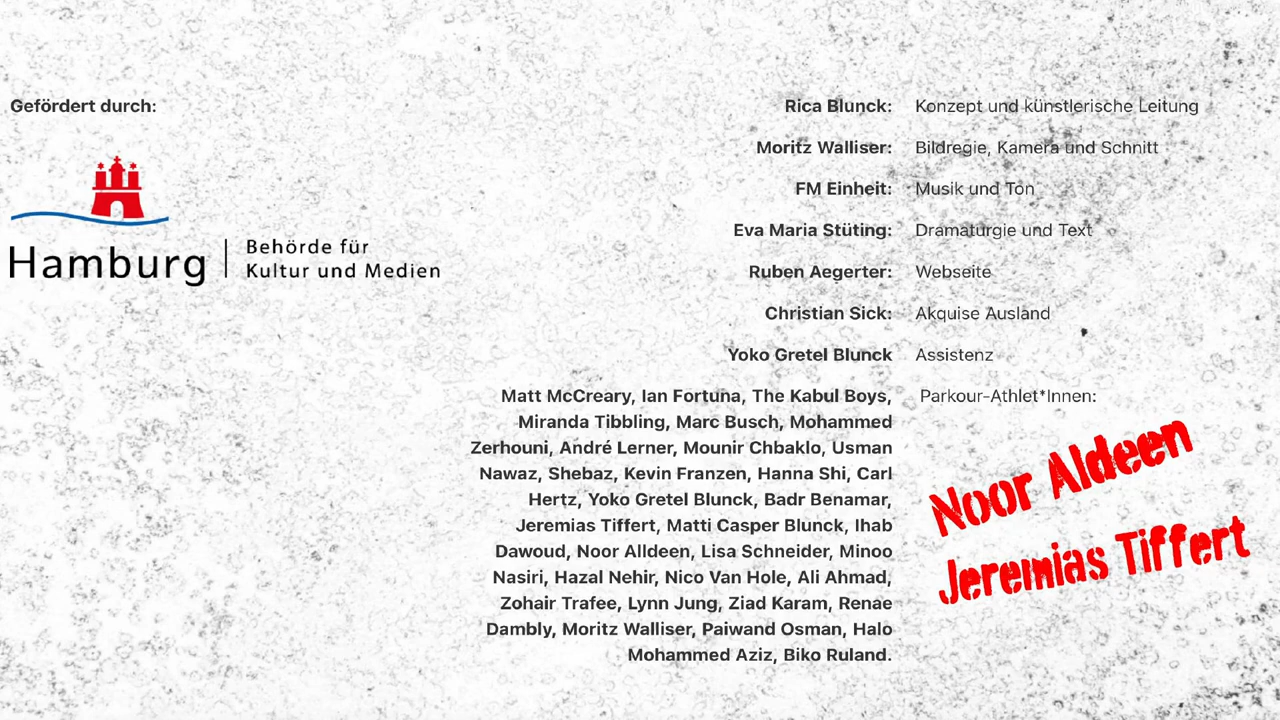 Gefördert durch:
Hamburg
Behörde für
Kultur und Medien
Rica Blunck: Konzept und künstlerische Leitung
Moritz Walliser: Bildregie, Kamera und Schnitt
FM Einheit: Musik und Ton
Eva Maria Stüting: Dramaturgie und Text
Ruben Aegerter: Webseite
Christian Sick: Akquise Ausland
Yoko Gretel Blunck Assistenz
Parkour-Athlet*Innen:
Matt McCreary, Ian Fortuna, The Kabul Boys,
Miranda Tibbling, Marc Busch, Mohammed
Zerhouni, André Lerner, Mounir Chbaklo, Usman
Nawaz, Shebaz, Kevin Franzen, Hanna Shi, Carl
Hertz, Yoko Gretel Blunck, Badr Benamar,
Jeremias Tiffert, Matti Casper Blunck, Ihab
Dawoud, Noor Alldeen, Lisa Schneider, Minoo
Nasiri, Hazal Nehir, Nico Van Hole, Ali Ahmad,
Zohair Trafee, Lynn Jung, Ziad Karam, Renae
Dambly, Moritz Walliser, Paiwand Osman, Halo
Mohammed Aziz, Biko Ruland.
Noor Aldeen
Jeremias Tiffert